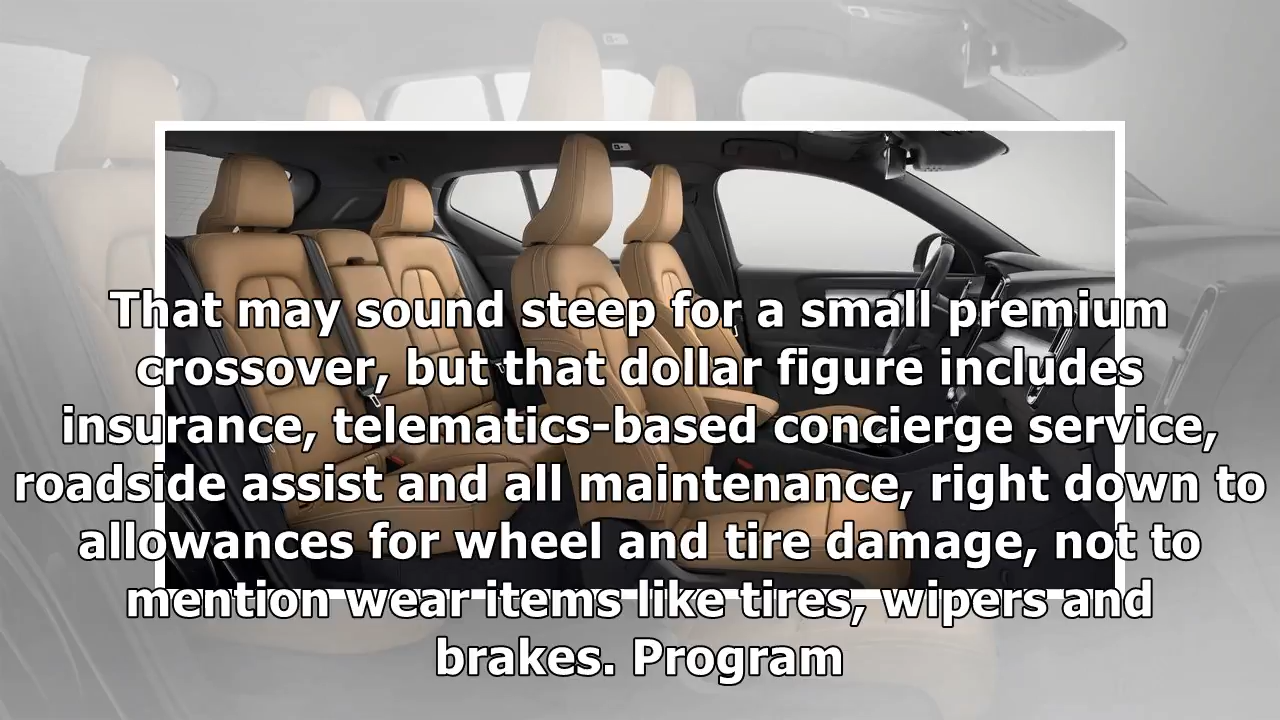 That may sound steep for a small premium
crossover, but that dollar figure includes
insurance, telematics-based concierge service,
roadside assist and all maintenance, right down to
allowances for wheel and tire damage, not to
mention wear items like tires, wipers and
brakes. Program